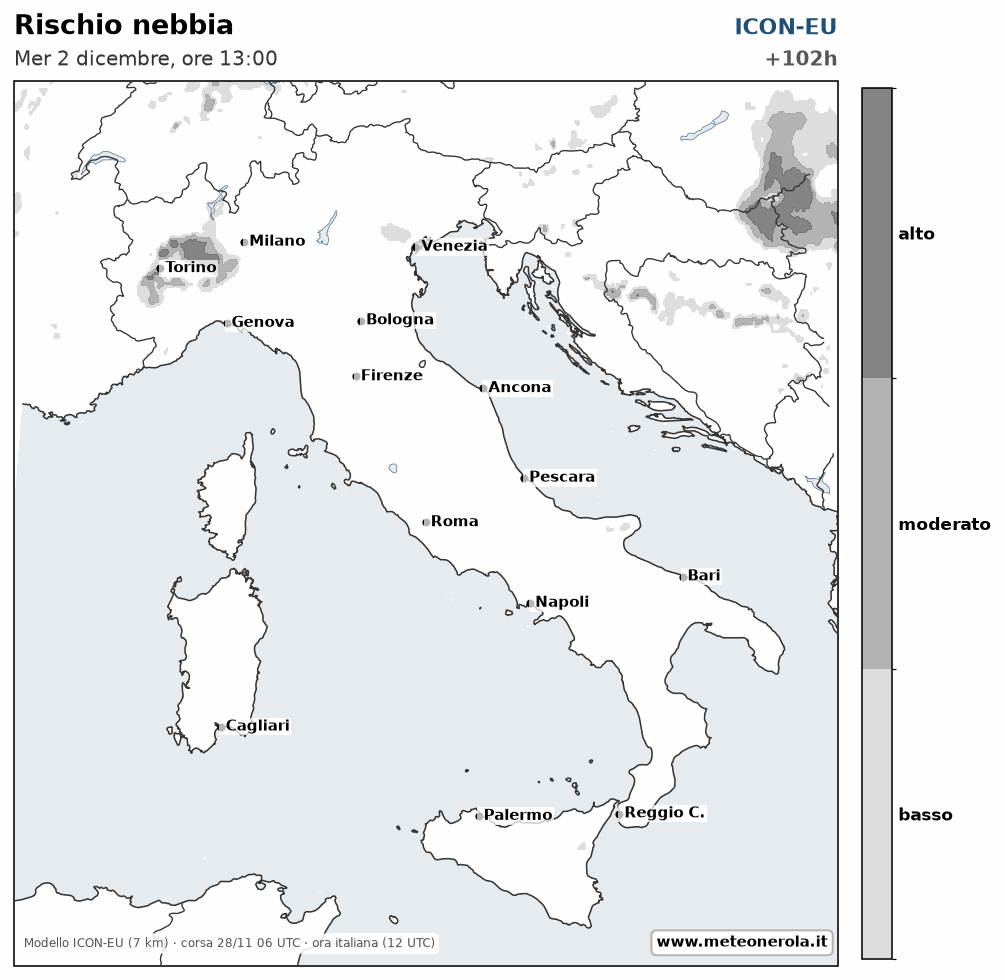 Rischio nebbia
ICON-EU
Mer 2 dicembre, ore 13:00
+102h
alto
moderato
basso
Milano
Venezia
Torino
Genova
Bologna
Firenze
Ancona
Pescara
Roma
Bari
Napoli
Cagliari
Palermo
Reggio C.
Modello ICON-EU (7 km) · corsa 28/11 06 UTC · ora italiana (12 UTC)
www.meteonerola.it